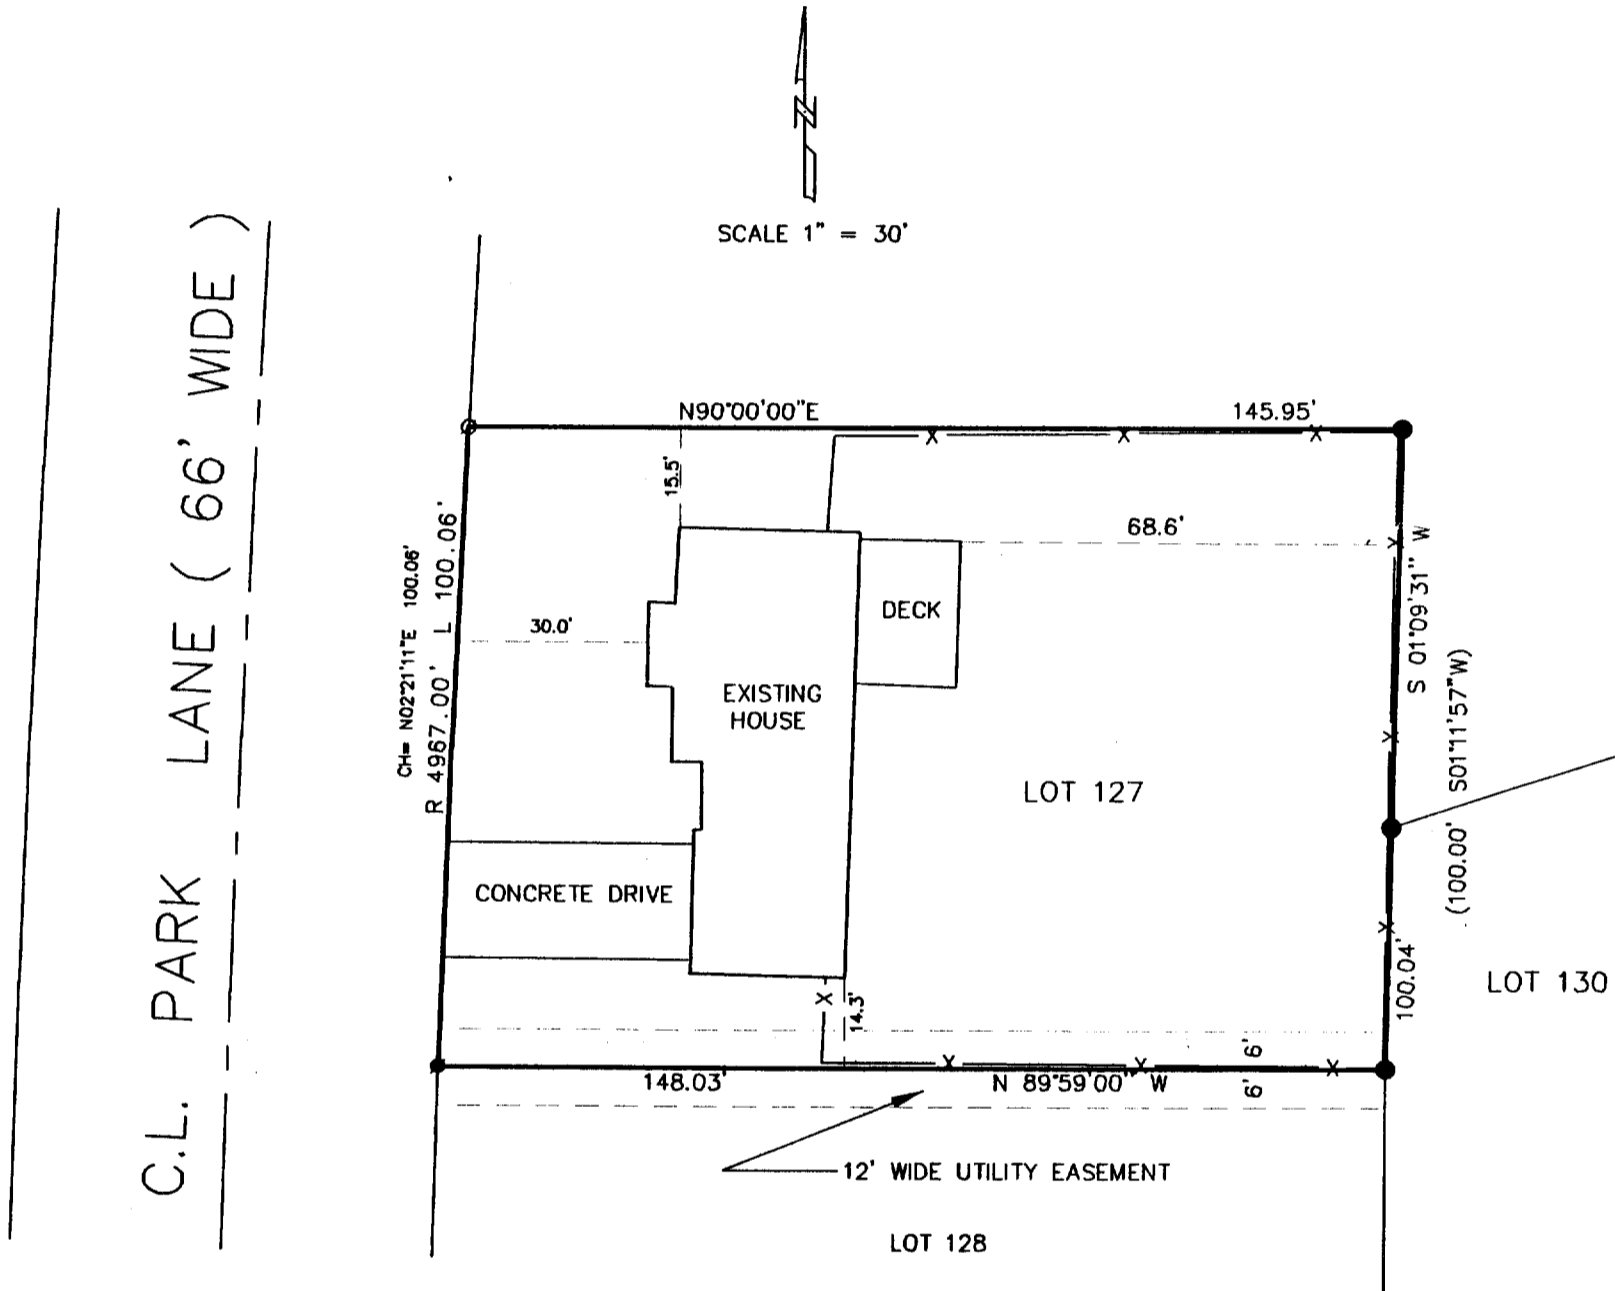 N
SCALE 1" = 30'
C.L. PARK LANE ( 66' WIDE )
N90°00'00"E
145.95'
15.5'
68.6'
CH= N02°21'11"E 100.06'
R 4967.00' L 100.06'
30.0'
DECK
EXISTING
HOUSE
S 01°09'31" W
100.04'
(100.00' S01°11'57"W)
LOT 127
CONCRETE DRIVE
LOT 130
14.3'
6'
6'
148.03'
N 89°59'00" W
12' WIDE UTILITY EASEMENT
LOT 128